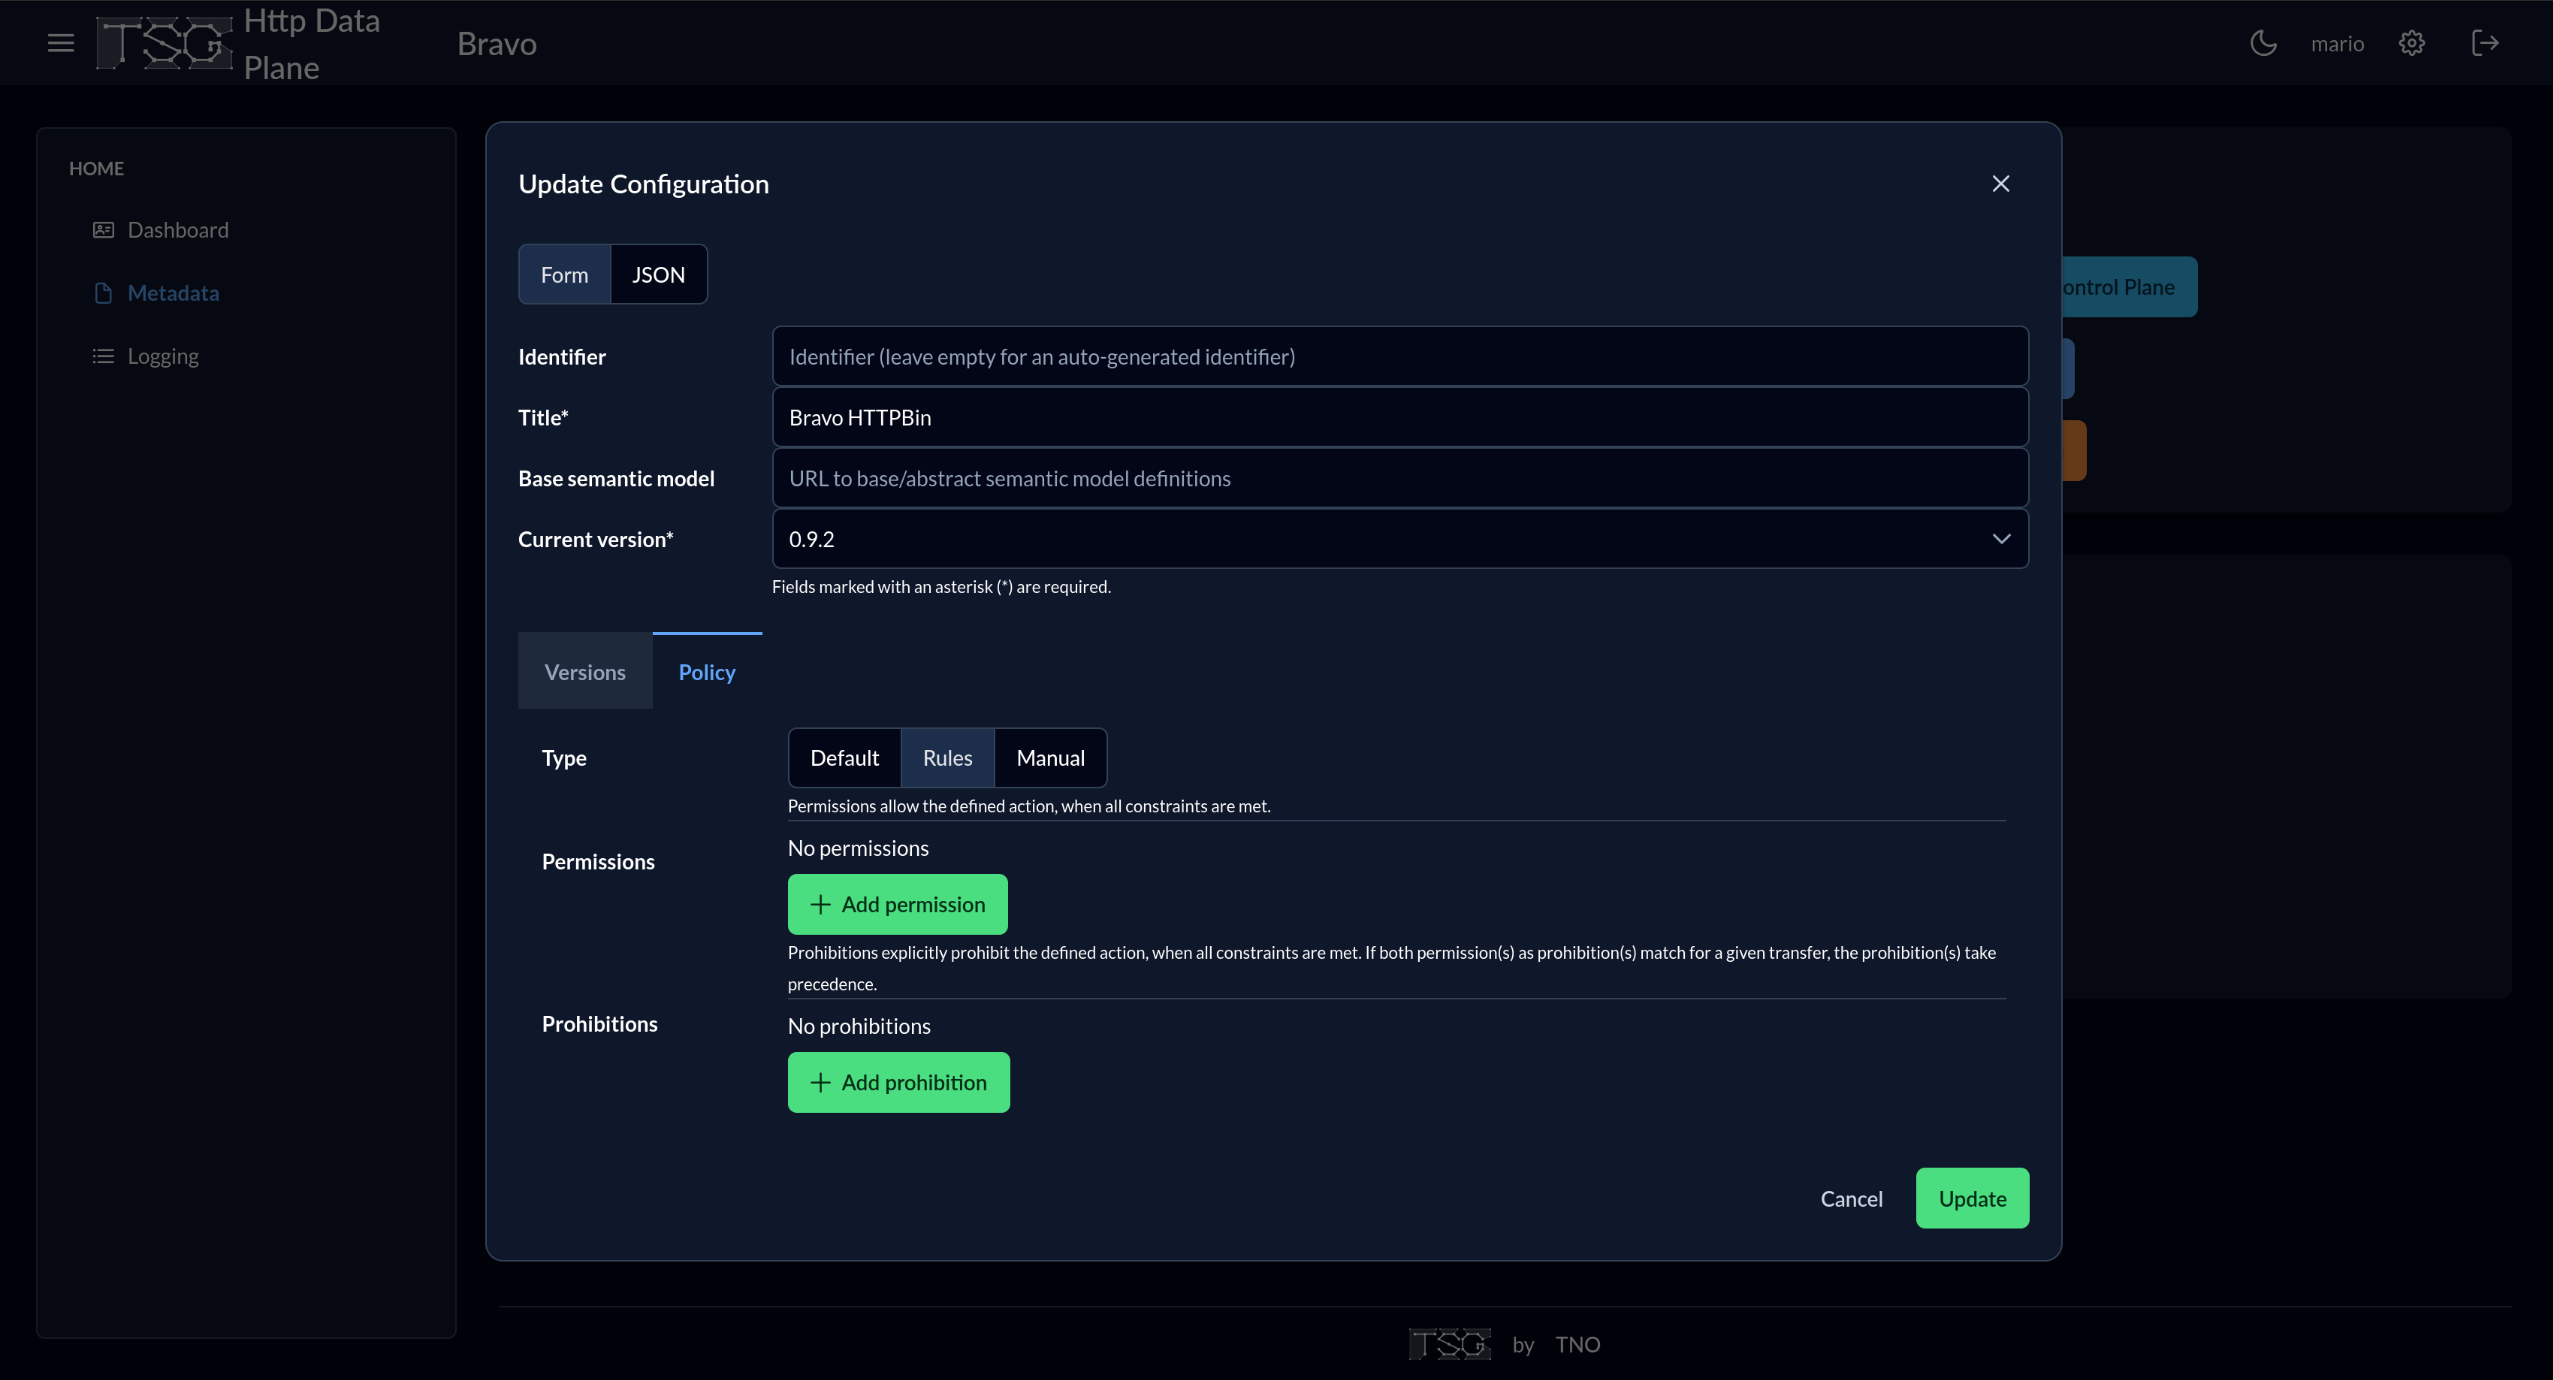 TSG
Http Data
Plane
Bravo
mario
HOME
Dashboard
Metadata
Logging
Update Configuration
Form
JSON
Identifier
Identifier (leave empty for an auto-generated identifier)
Title*
Bravo HTTPBin
Base semantic model
URL to base/abstract semantic model definitions
Current version*
0.9.2
Fields marked with an asterisk (*) are required.
ontrol Plane
Versions
Policy
Type
Default
Rules
Manual
Permissions allow the defined action, when all constraints are met.
Permissions
No permissions
Add permission
Prohibitions explicitly prohibit the defined action, when all constraints are met. If both permission(s) as prohibition(s) match for a given transfer, the prohibition(s) take
precedence.
Prohibitions
No prohibitions
Add prohibition
Cancel
Update
TSG by TNO